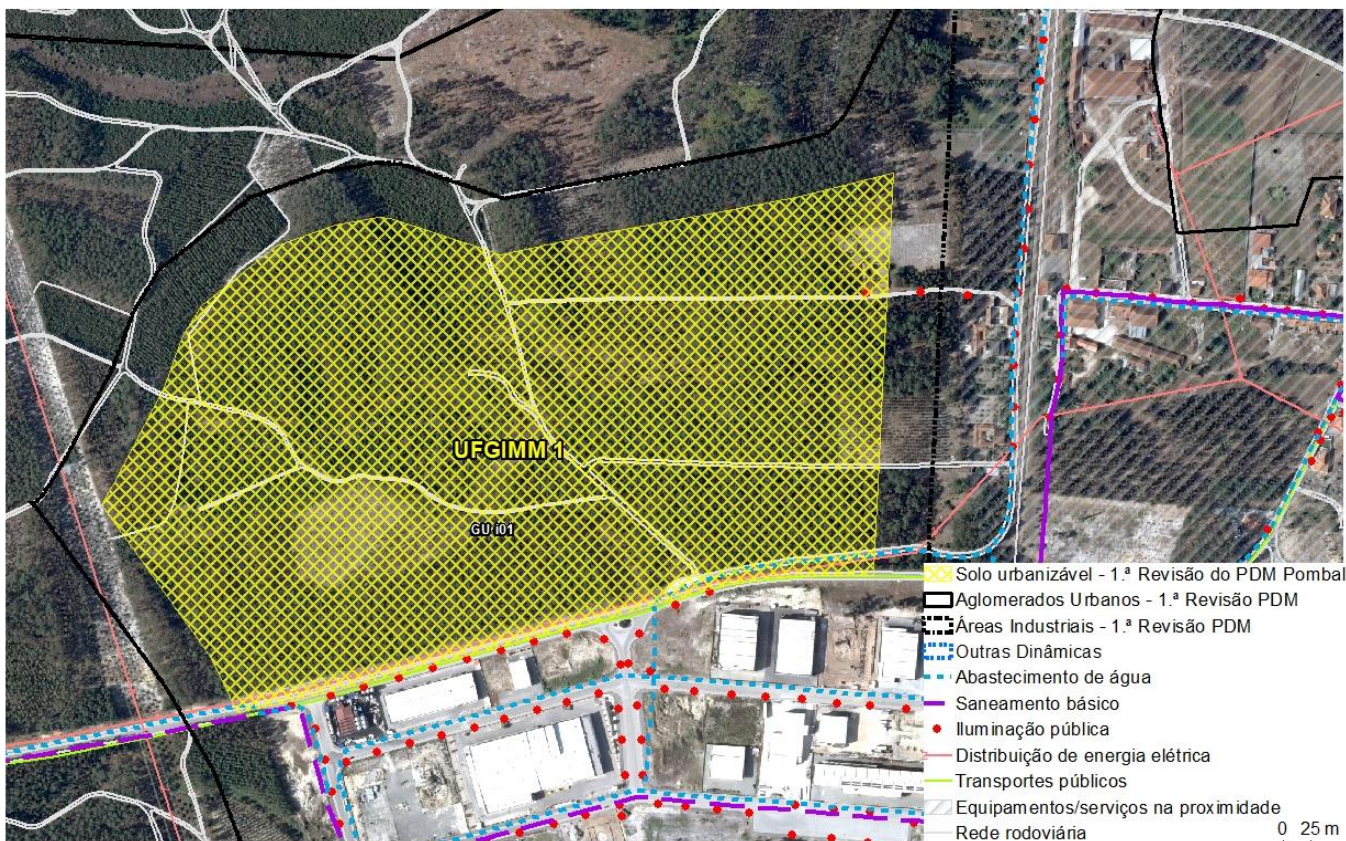 UFGIMM 1
GU i01
Solo urbanizável - 1.ª Revisão do PDM Pombal
Aglomerados Urbanos - 1.ª Revisão PDM
Áreas Industriais - 1.ª Revisão PDM
Outras Dinâmicas
Abastecimento de água
Saneamento básico
Iluminação pública
Distribuição de energia elétrica
Transportes públicos
Equipamentos/serviços na proximidade
Rede rodoviária
0 25 m